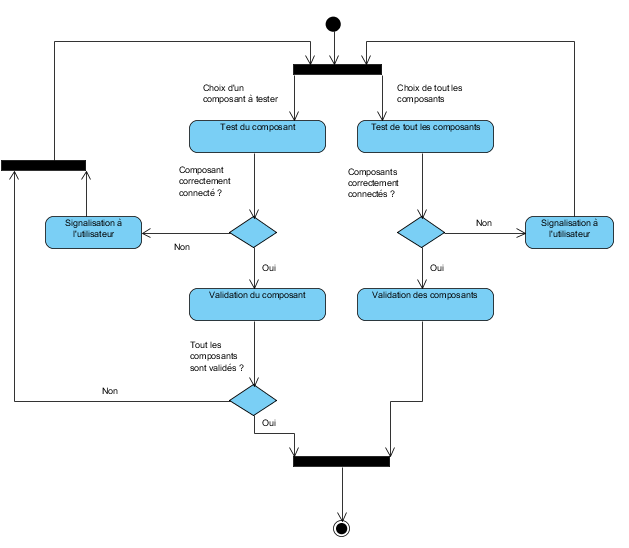 Choix d'un
composant à tester
Choix de tout les
composants
Test du composant
Test de tout les composants
Composant
correctement
connecté ?
Composants
correctement
connectés ?
Signalisation à
l'utilisateur
Non
Non
Signalisation à
l'utilisateur
Oui
Oui
Validation du composant
Validation des composants
Tout les
composants
sont validés ?
Non
Oui